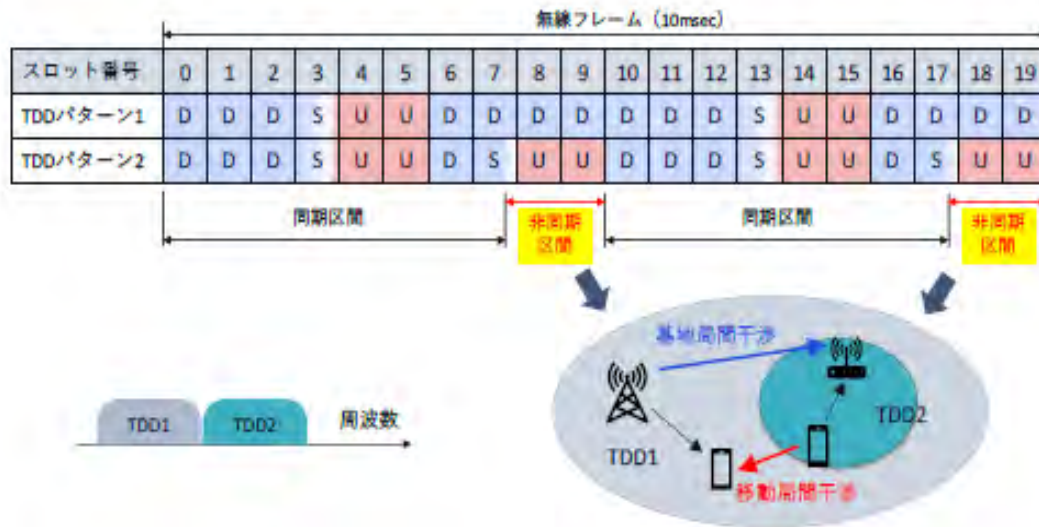 無線フレーム（10msec）
スロット番号 0 1 2 3 4 5 6 7 8 9 10 11 12 13 14 15 16 17 18 19
TDDパターン1 D D D S U U D D D D D D D S U U D D D D
TDDパターン2 D D D S U U D S U U D D D S U U D S U U
同期区間 非同期 同期区間 非同期
区間 区間
基地局間干渉
TDD1 TDD2 周波数
TDD2
TDD1
移動局間干渉